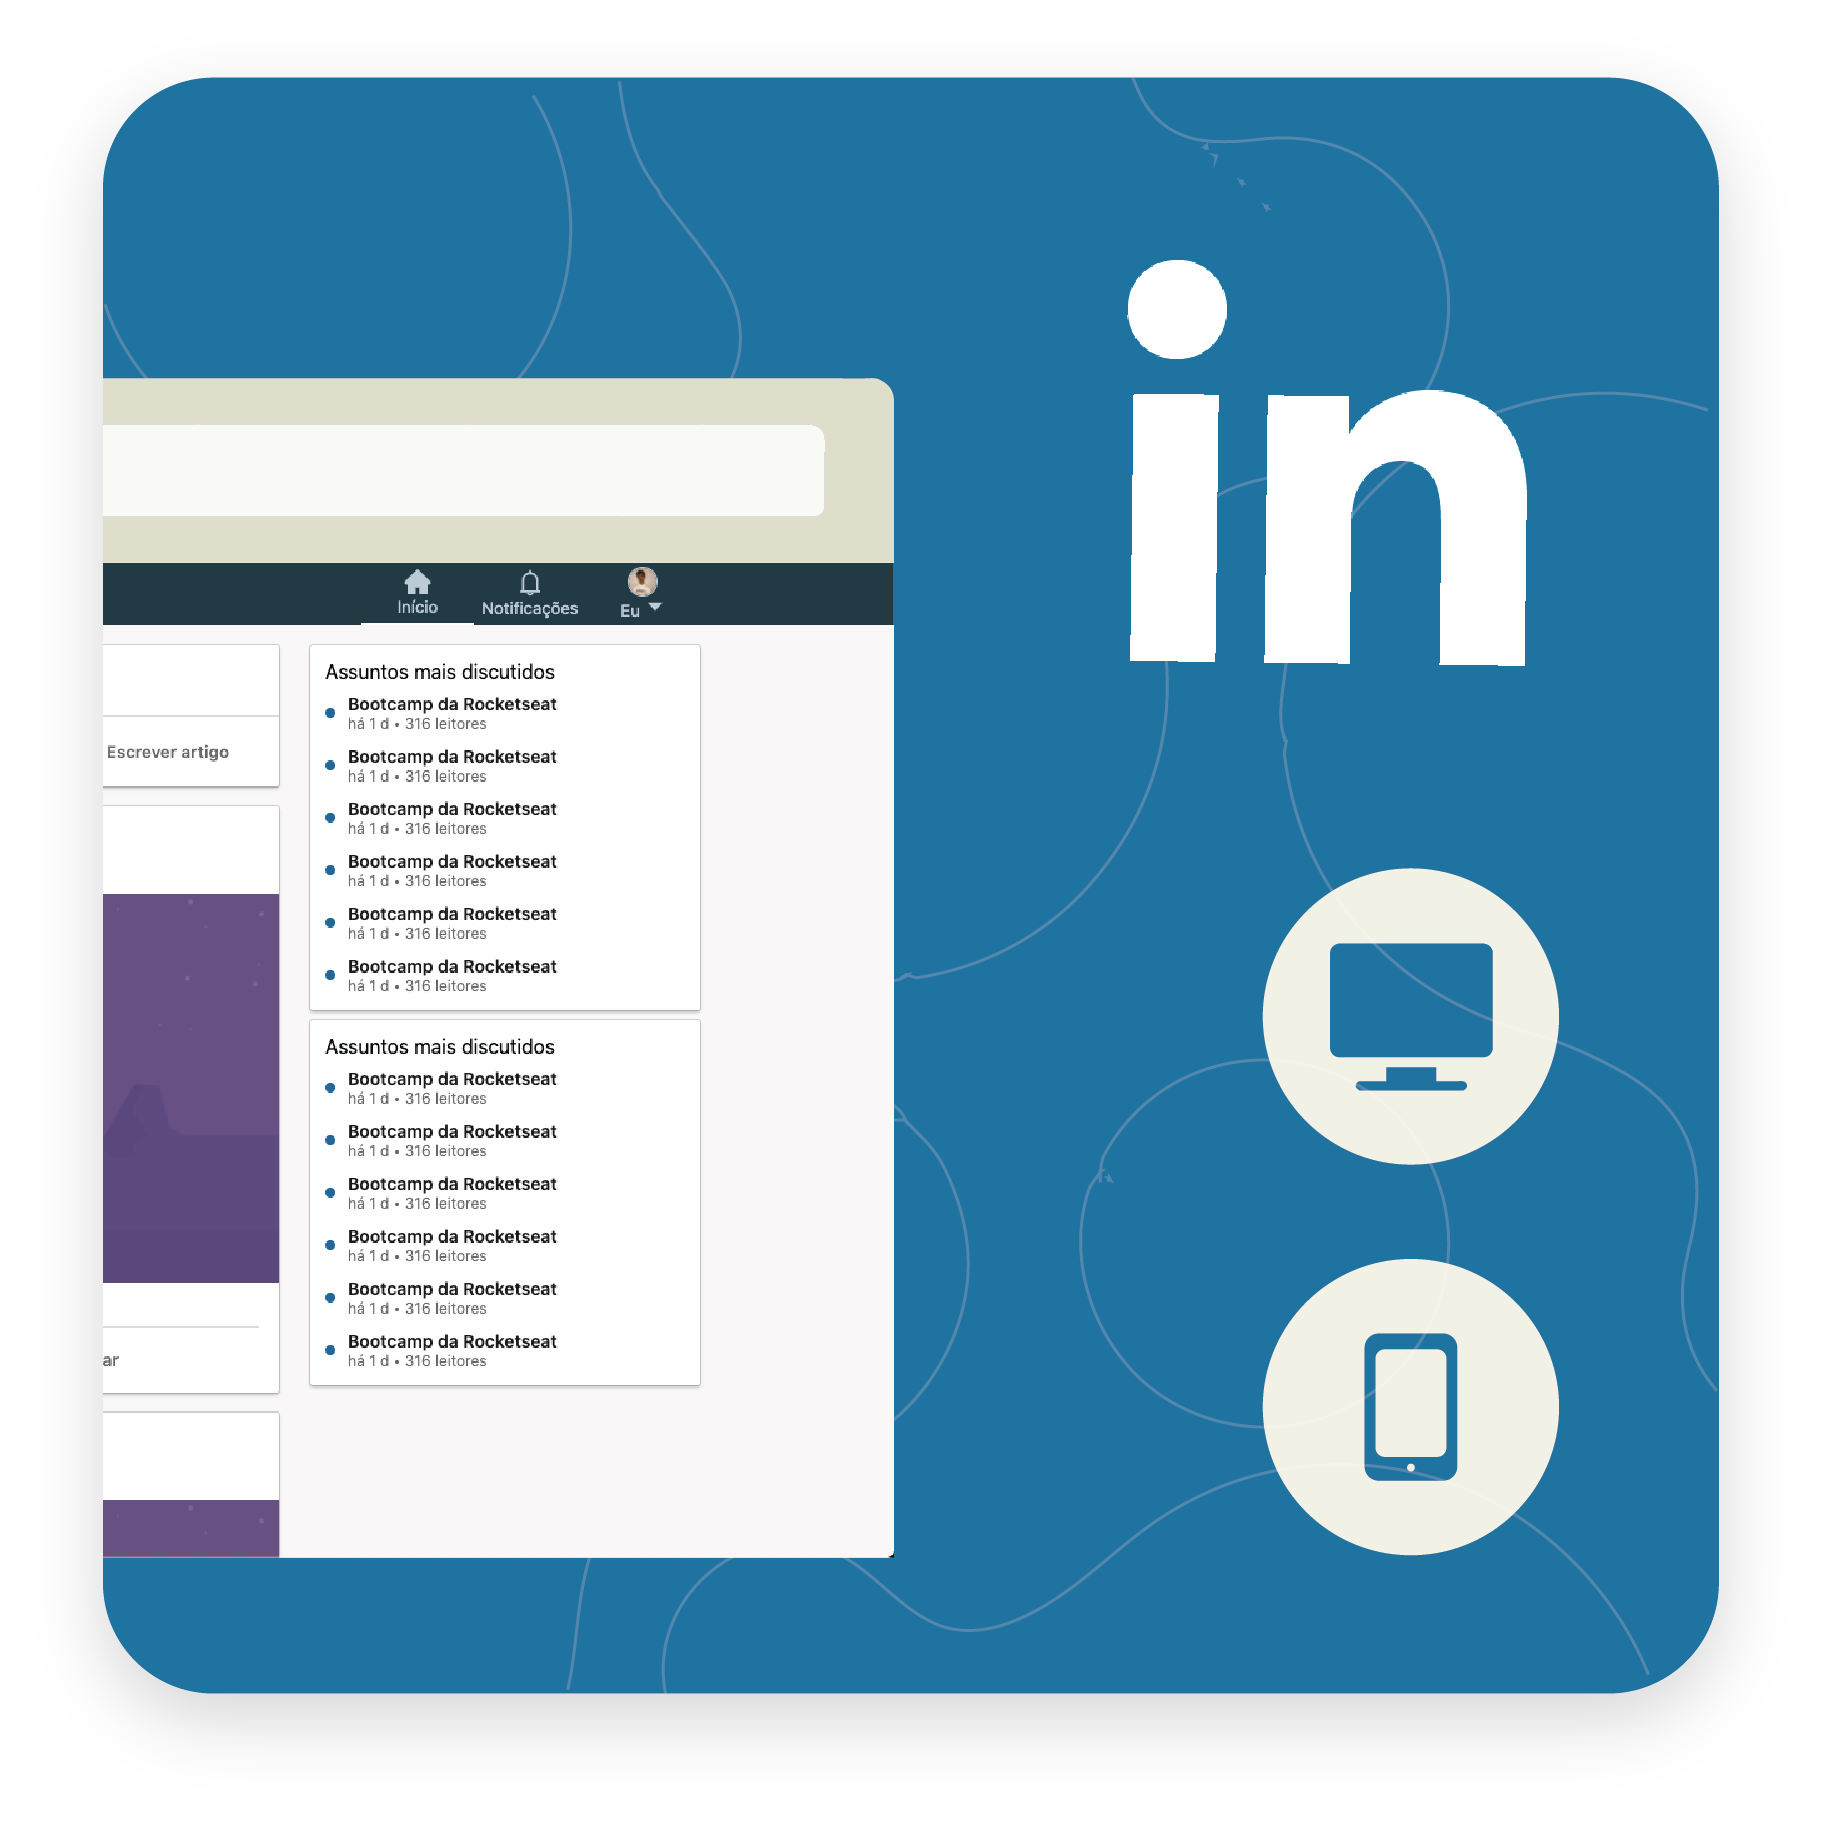 in
Início
Notificações
Eu
Escrever artigo
ar
Assuntos mais discutidos
Bootcamp da Rocketseat
há 1 d • 316 leitores
Bootcamp da Rocketseat
há 1 d • 316 leitores
Bootcamp da Rocketseat
há 1 d • 316 leitores
Bootcamp da Rocketseat
há 1 d • 316 leitores
Bootcamp da Rocketseat
há 1 d • 316 leitores
Bootcamp da Rocketseat
há 1 d • 316 leitores
Assuntos mais discutidos
Bootcamp da Rocketseat
há 1 d • 316 leitores
Bootcamp da Rocketseat
há 1 d • 316 leitores
Bootcamp da Rocketseat
há 1 d • 316 leitores
Bootcamp da Rocketseat
há 1 d • 316 leitores
Bootcamp da Rocketseat
há 1 d • 316 leitores
Bootcamp da Rocketseat
há 1 d • 316 leitores